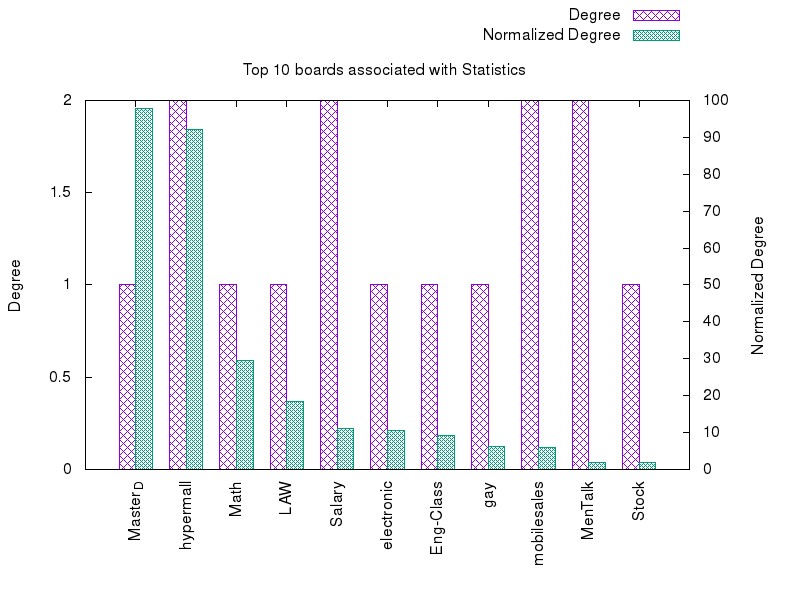 Degree
Normalized Degree
Top 10 boards associated with Statistics
2
1.5
1
0.5
0
100
90
80
70
60
50
40
30
20
10
0
Degree
Normalized Degree
MasterD
hypermall
Math
LAW
Salary
electronic
Eng-Class
gay
mobilesales
MenTalk
Stock